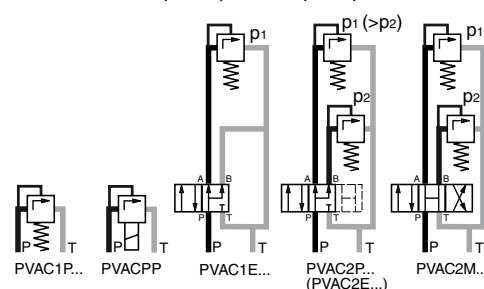 p1
p1 (>p2)
p1
p2
p2
A B
A B
A B
P T
P T
P T
P T
P T
T
T
T
PVAC1P...
PVACPP
PVAC1E...
PVAC2P...
PVAC2M..
(PVAC2E...)